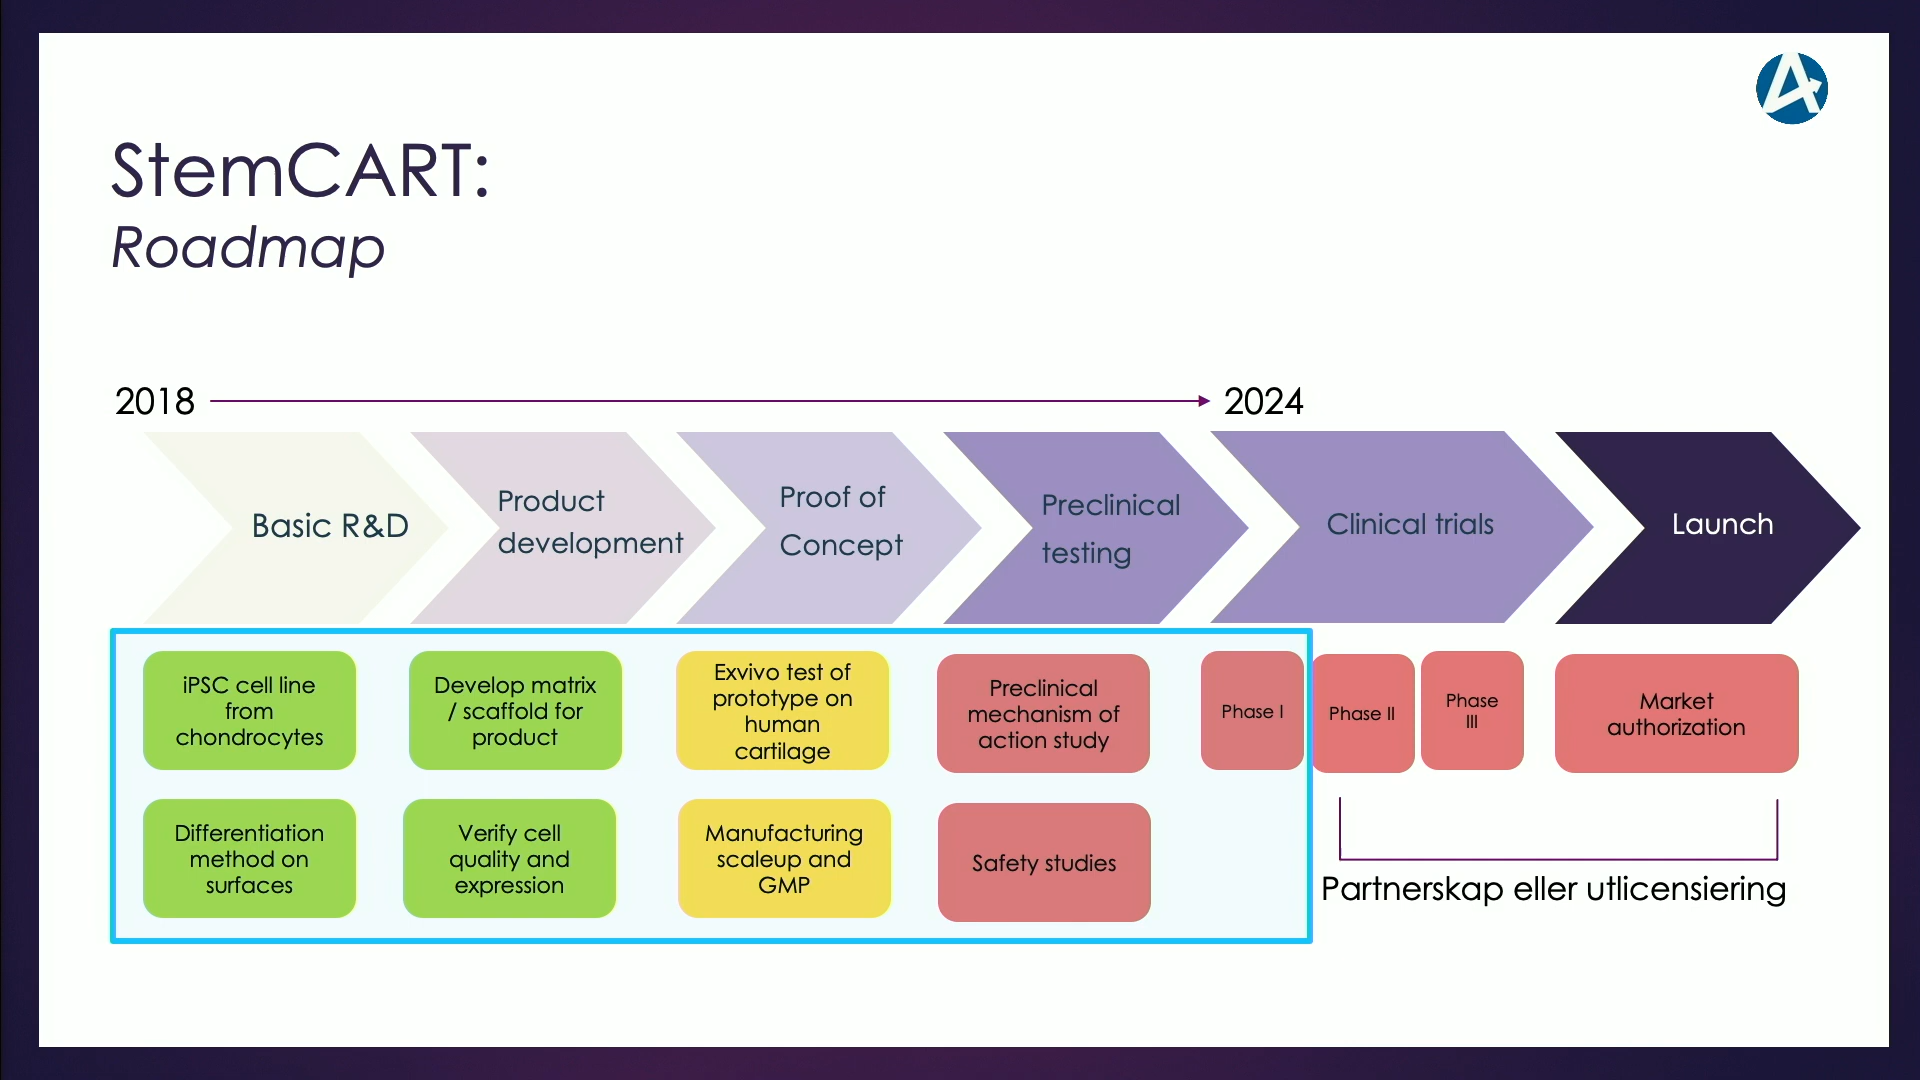 StemCART:
Roadmap
2018
2024
Basic R&D
Product
development
Proof of
Concept
Preclinical
testing
Clinical trials
Launch
iPSC cell line
from
chondrocytes
Develop matrix
/ scaffold for
product
Exvivo test of
prototype on
human
cartilage
Preclinical
mechanism of
action study
Phase I
Phase II
Phase
III
Market
authorization
Differentiation
method on
surfaces
Verify cell
quality and
expression
Manufacturing
scaleup and
GMP
Safety studies
Partnerskap eller utlicensiering